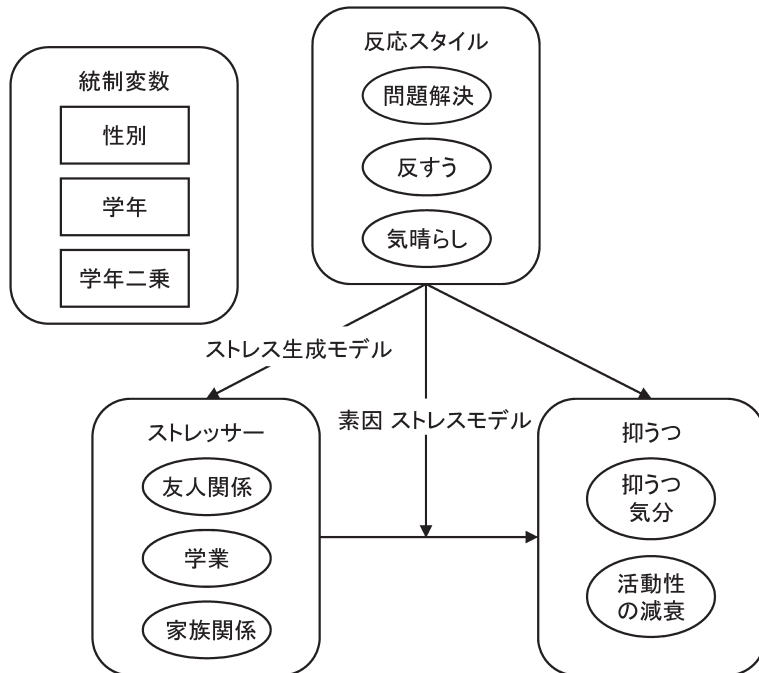 反応スタイル
問題解決
反すう
気晴らし
統制変数
性別
学年
学年二乗
ストレス生成モデル
素因 ストレスモデル
ストレッサー
友人関係
学業
家族関係
抑うつ
抑うつ
気分
活動性
の減衰